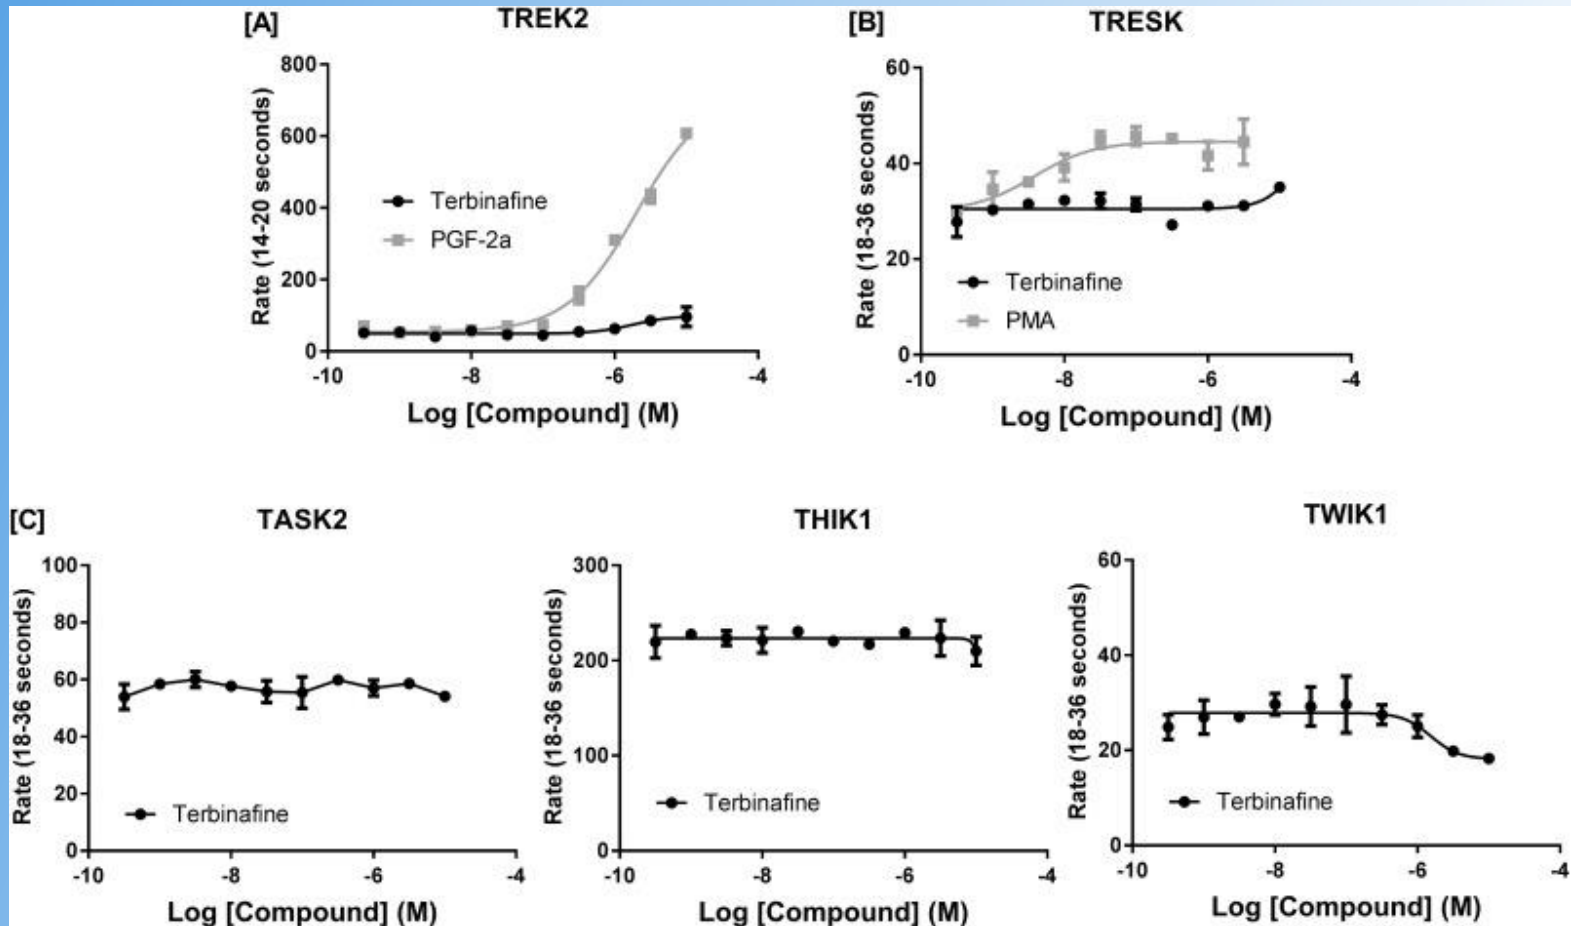 [A]
TREK2
Rate (14-20 seconds)
800
600
400
200
0
Terbinafine
PGF-2a
-10
-8
-6
-4
Log [Compound] (M)
[B]
TRESK
Rate (18-36 seconds)
60
40
20
0
Terbinafine
PMA
-10
-8
-6
-4
Log [Compound] (M)
[C]
TASK2
Rate (18-36 seconds)
100
80
60
40
20
0
Terbinafine
-10
-8
-6
-4
Log [Compound] (M)
THIK1
Rate (18-36 seconds)
300
200
100
0
Terbinafine
-10
-8
-6
-4
Log [Compound] (M)
TWIK1
Rate (18-36 seconds)
60
40
20
0
Terbinafine
-10
-8
-6
-4
Log [Compound] (M)